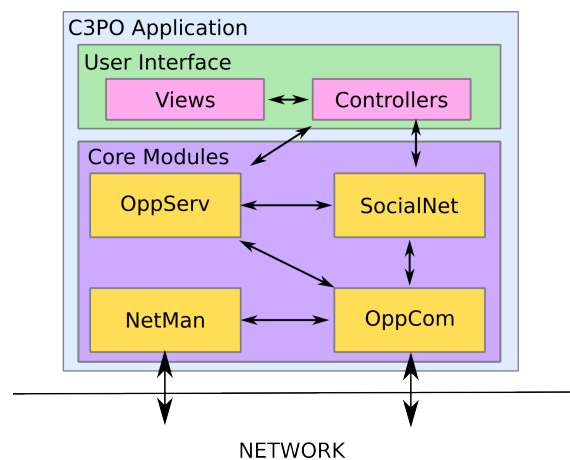 C3PO Application
User Interface
Views
Controllers
Core Modules
OppServ
SocialNet
NetMan
OppCom
NETWORK